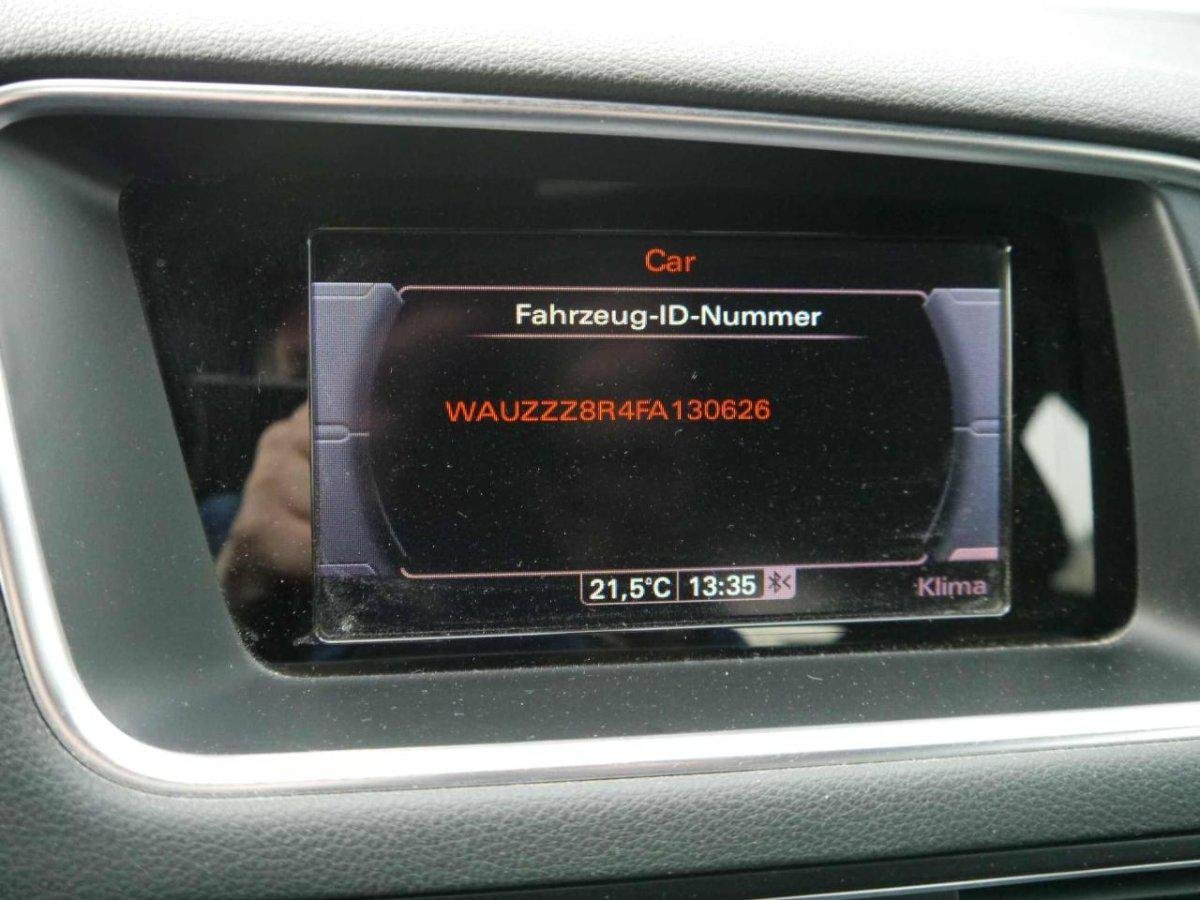 Car
Fahrzeug-ID-Nummer
WAUZZZ8R4FA130626
21,5°C 13:35
Klima